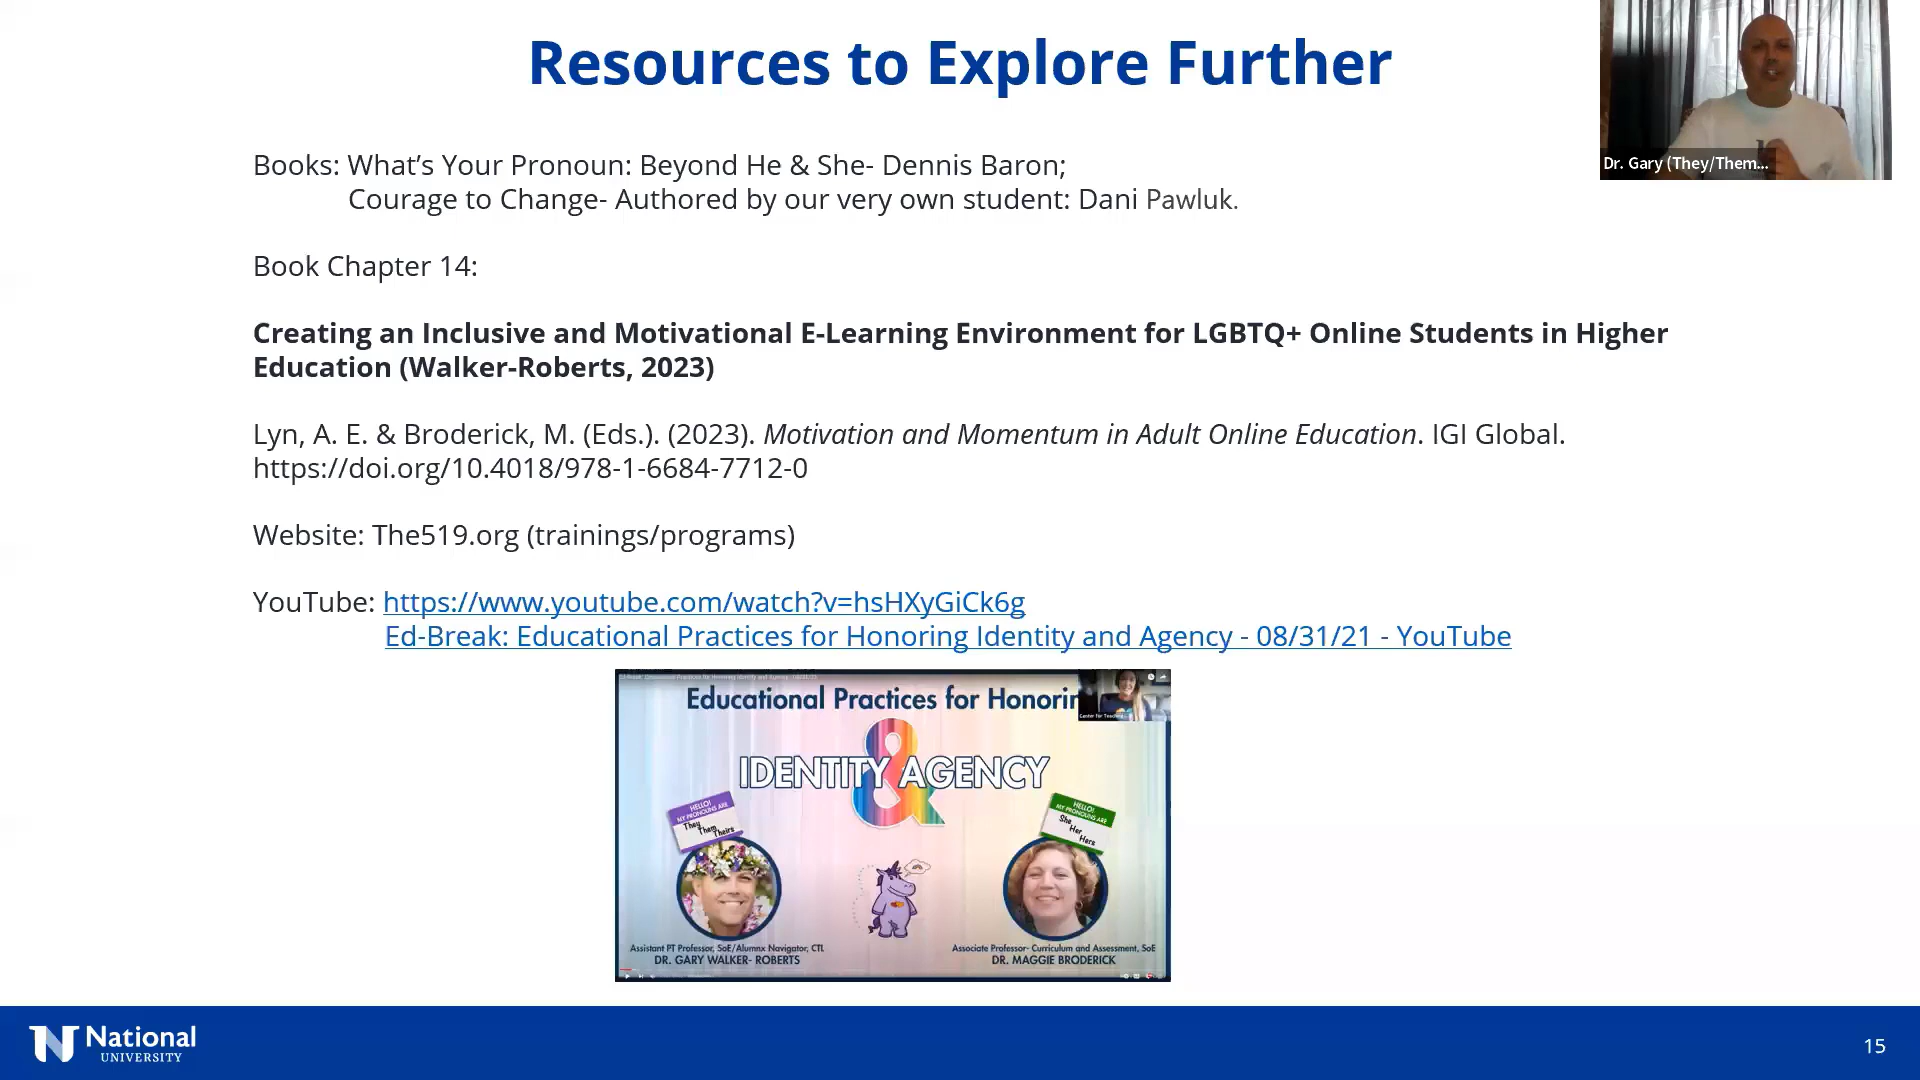 Resources to Explore Further
Dr. Gary (They/Them...
Books: What’s Your Pronoun: Beyond He & She- Dennis Baron;
Courage to Change- Authored by our very own student: Dani Pawluk.
Book Chapter 14:
Creating an Inclusive and Motivational E-Learning Environment for LGBTQ+ Online Students in Higher
Education (Walker-Roberts, 2023)
Lyn, A. E. & Broderick, M. (Eds.). (2023). Motivation and Momentum in Adult Online Education. IGI Global.
https://doi.org/10.4018/978-1-6684-7712-0
Website: The519.org (trainings/programs)
YouTube: https://www.youtube.com/watch?v=hsHXyGiCk6g
Ed-Break: Educational Practices for Honoring Identity and Agency - 08/31/21 - YouTube
Educational Practices for Honorin
Center for Teaching
IDENTITY & AGENCY
HELLO!
MY PRONOUNS ARE
They
Them
Theirs
HELLO!
MY PRONOUNS ARE
She
Her
Hers
Assistant PT Professor, SoE/Alumnx Navigator, CTL
DR. GARY WALKER- ROBERTS
Associate Professor- Curriculum and Assessment, SoE
DR. MAGGIE BRODERICK
National
UNIVERSITY
15